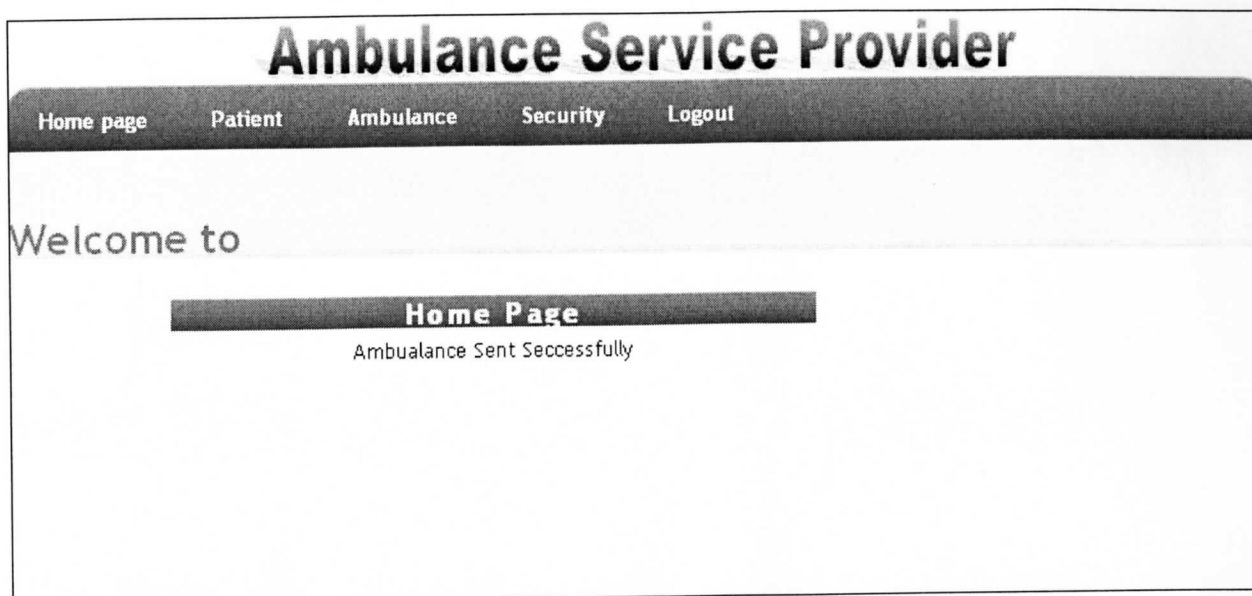 Ambulance Service Provider
Home page Patient Ambulance Security Logout
Welcome to
Home Page
Ambualance Sent Seccessfully